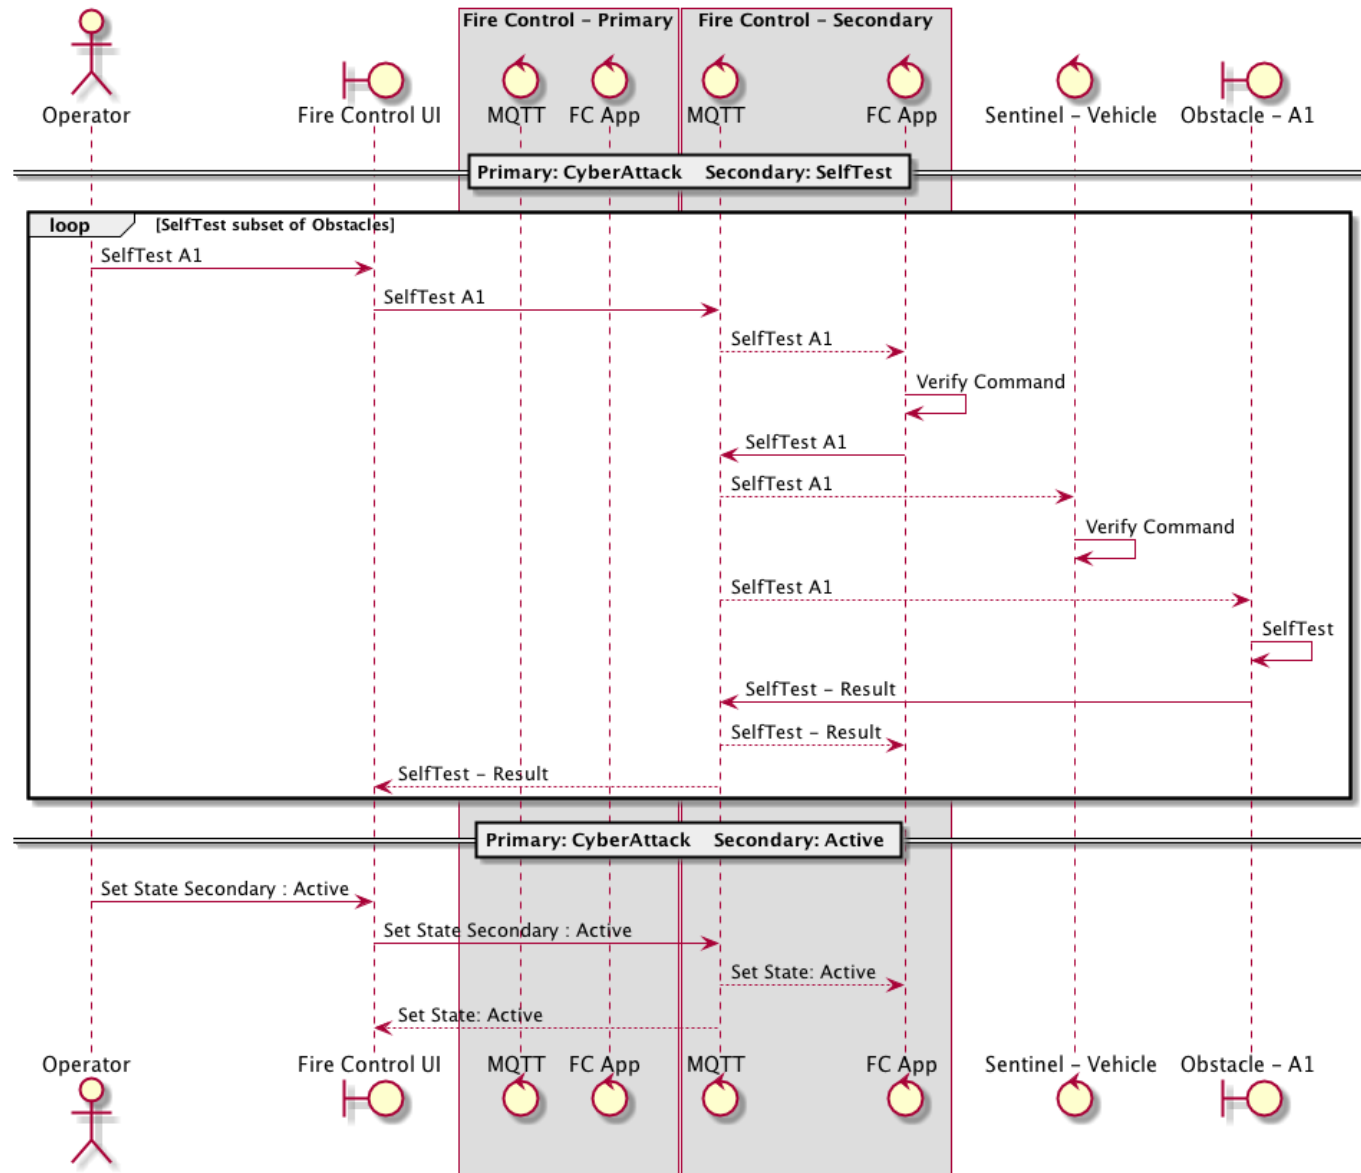 Fire Control – Primary
Fire Control – Secondary
Operator
Fire Control UI
MQTT
FC App
MQTT
FC App
Sentinel – Vehicle
Obstacle – A1
Primary: CyberAttack    Secondary: SelfTest
loop
[SelfTest subset of Obstacles]
SelfTest A1
SelfTest A1
SelfTest A1
Verify Command
SelfTest A1
SelfTest A1
Verify Command
SelfTest A1
SelfTest
SelfTest – Result
SelfTest – Result
SelfTest – Result
Primary: CyberAttack    Secondary: Active
Set State Secondary : Active
Set State Secondary : Active
Set State: Active
Set State: Active
Operator
Fire Control UI
MQTT
FC App
MQTT
FC App
Sentinel – Vehicle
Obstacle – A1